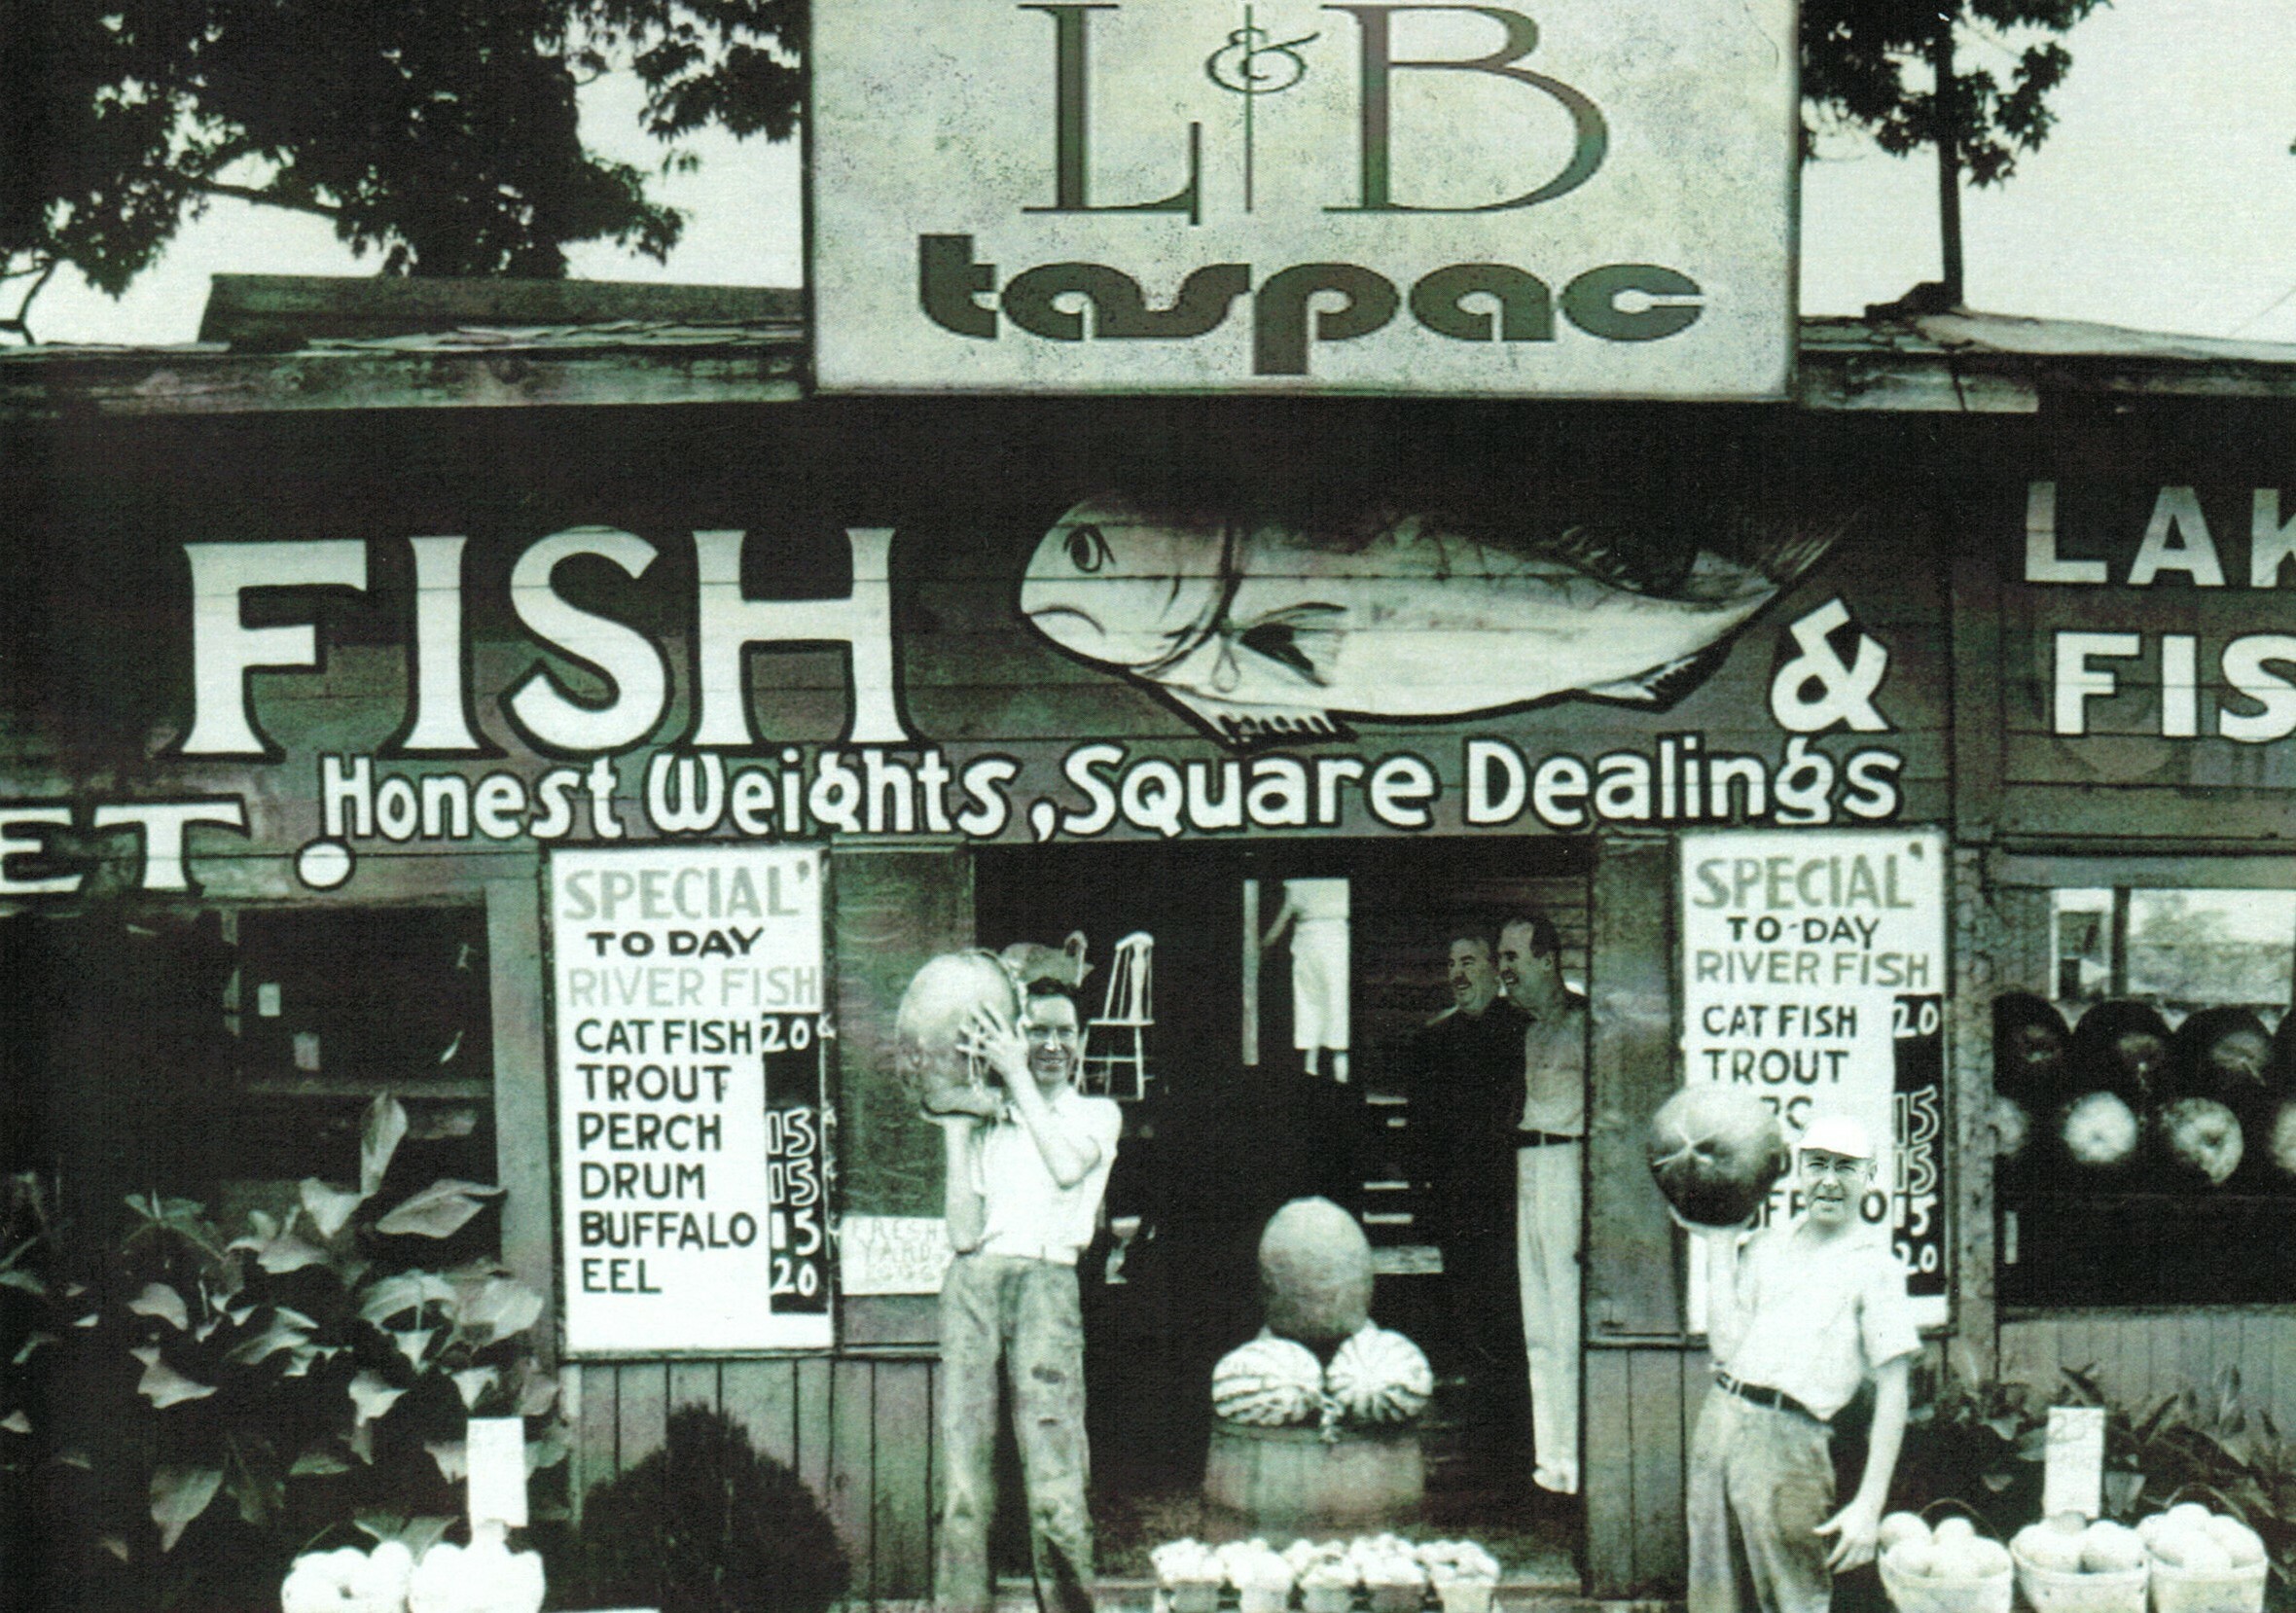 L & B
taspac
FISH &
LAK
FIS
Honest Weights, Square Dealings
ET.
SPECIAL'
TO DAY
RIVER FISH
CAT FISH 20¢
TROUT
PERCH 15
DRUM 15
BUFFALO 15
EEL 20
FRESH
SPECIAL'
TO-DAY
RIVER FISH
CAT FISH 20
TROUT
15
15
O 15
20